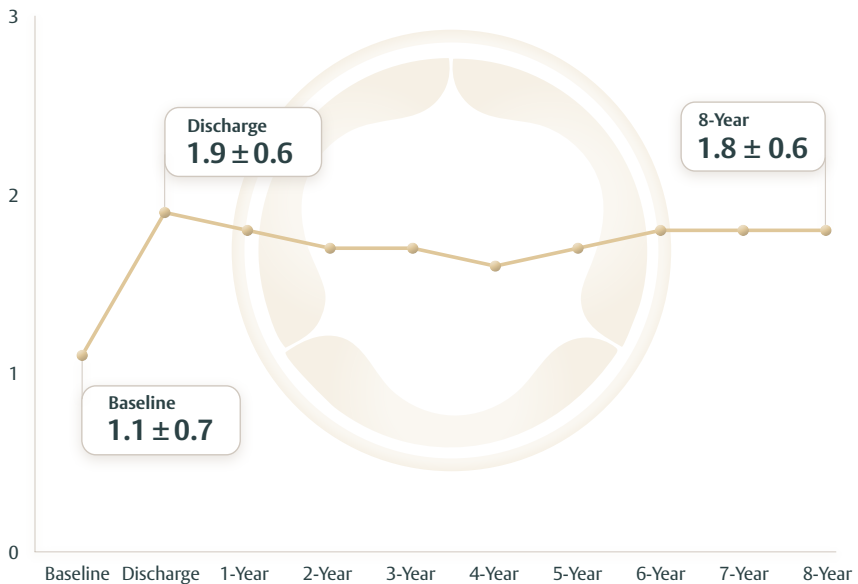 3
Discharge
1.9 ± 0.6
8-Year
1.8 ± 0.6
2
1
Baseline
1.1 ± 0.7
0
Baseline Discharge 1-Year 2-Year 3-Year 4-Year 5-Year 6-Year 7-Year 8-Year